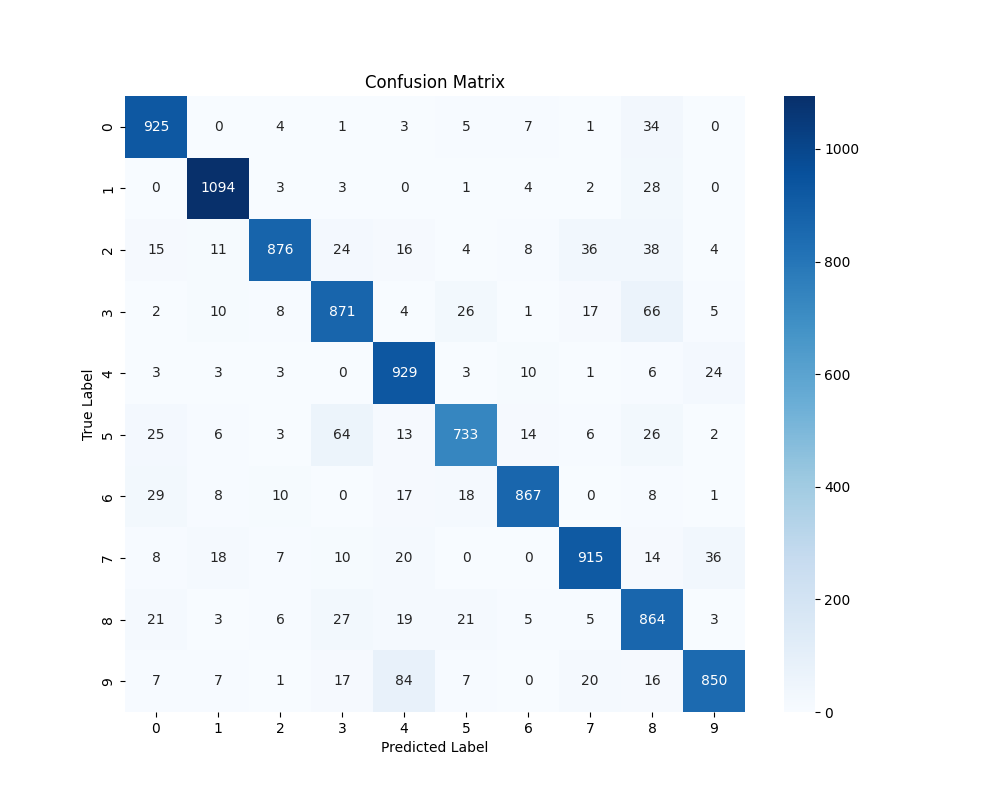 Confusion Matrix
0 925 0 4 1 3 5 7 1 34 0
1 0 1094 3 3 0 1 4 2 28 0
2 15 11 876 24 16 4 8 36 38 4
3 2 10 8 871 4 26 1 17 66 5
4 3 3 3 0 929 3 10 1 6 24
5 25 6 3 64 13 733 14 6 26 2
6 29 8 10 0 17 18 867 0 8 1
7 8 18 7 10 20 0 0 915 14 36
8 21 3 6 27 19 21 5 5 864 3
9 7 7 1 17 84 7 0 20 16 850
0 1 2 3 4 5 6 7 8 9
Predicted Label
True Label
1000
800
600
400
200
0